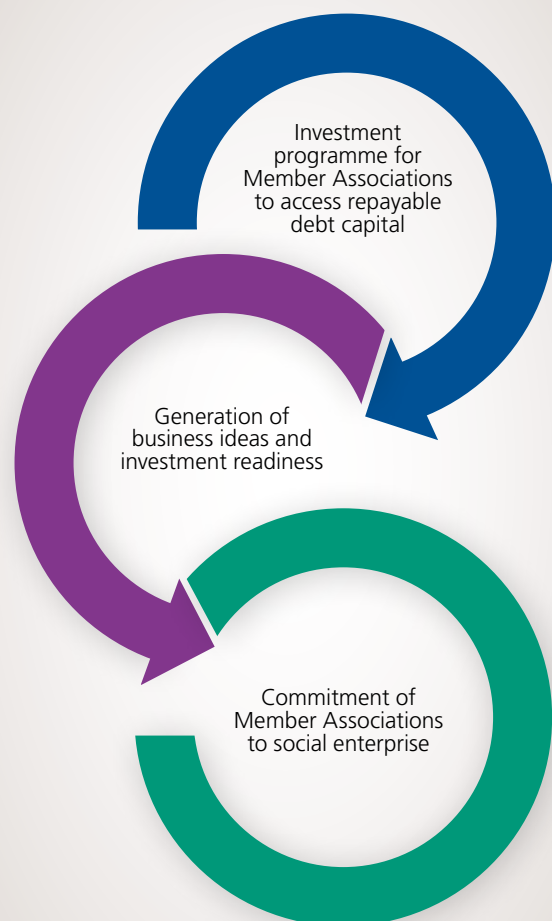 Investment
programme for
Member Associations
to access repayable
debt capital
Generation of
business ideas and
investment readiness
Commitment of
Member Associations
to social enterprise